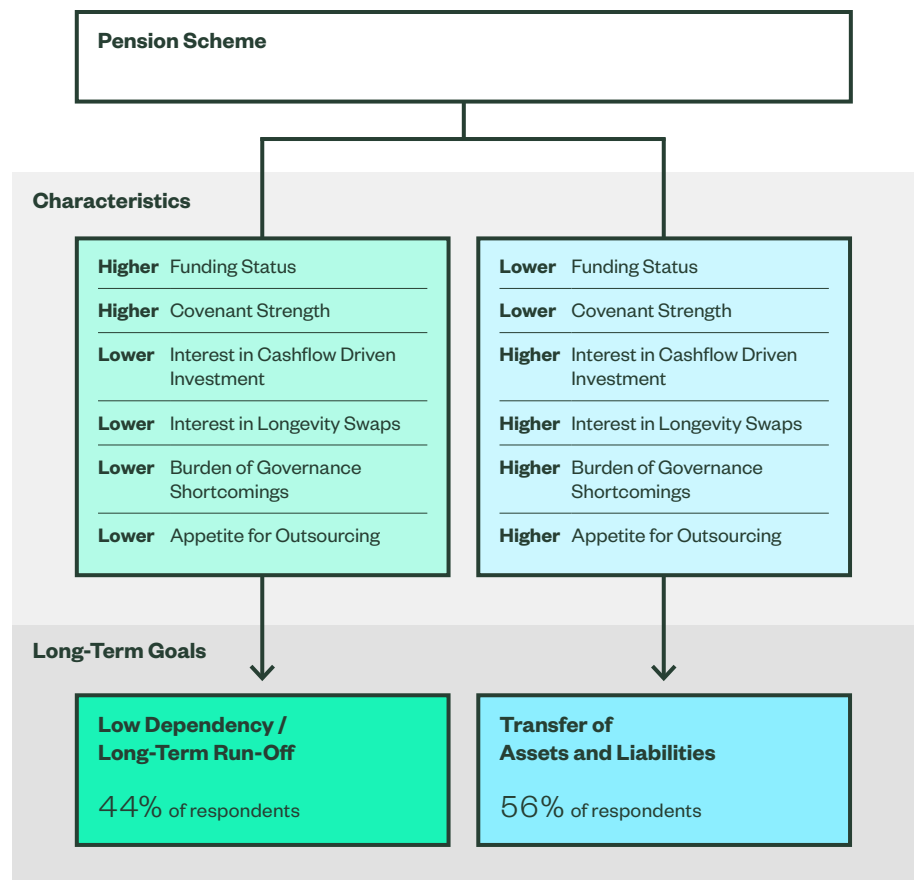 Pension Scheme
Characteristics
Higher Funding Status
Higher Covenant Strength
Lower Interest in Cashflow Driven
Investment
Lower Interest in Longevity Swaps
Lower Burden of Governance
Shortcomings
Lower Appetite for Outsourcing
Lower Funding Status
Lower Covenant Strength
Higher Interest in Cashflow Driven
Investment
Higher Interest in Longevity Swaps
Higher Burden of Governance
Shortcomings
Higher Appetite for Outsourcing
Long-Term Goals
Low Dependency /
Long-Term Run-Off
44% of respondents
Transfer of
Assets and Liabilities
56% of respondents